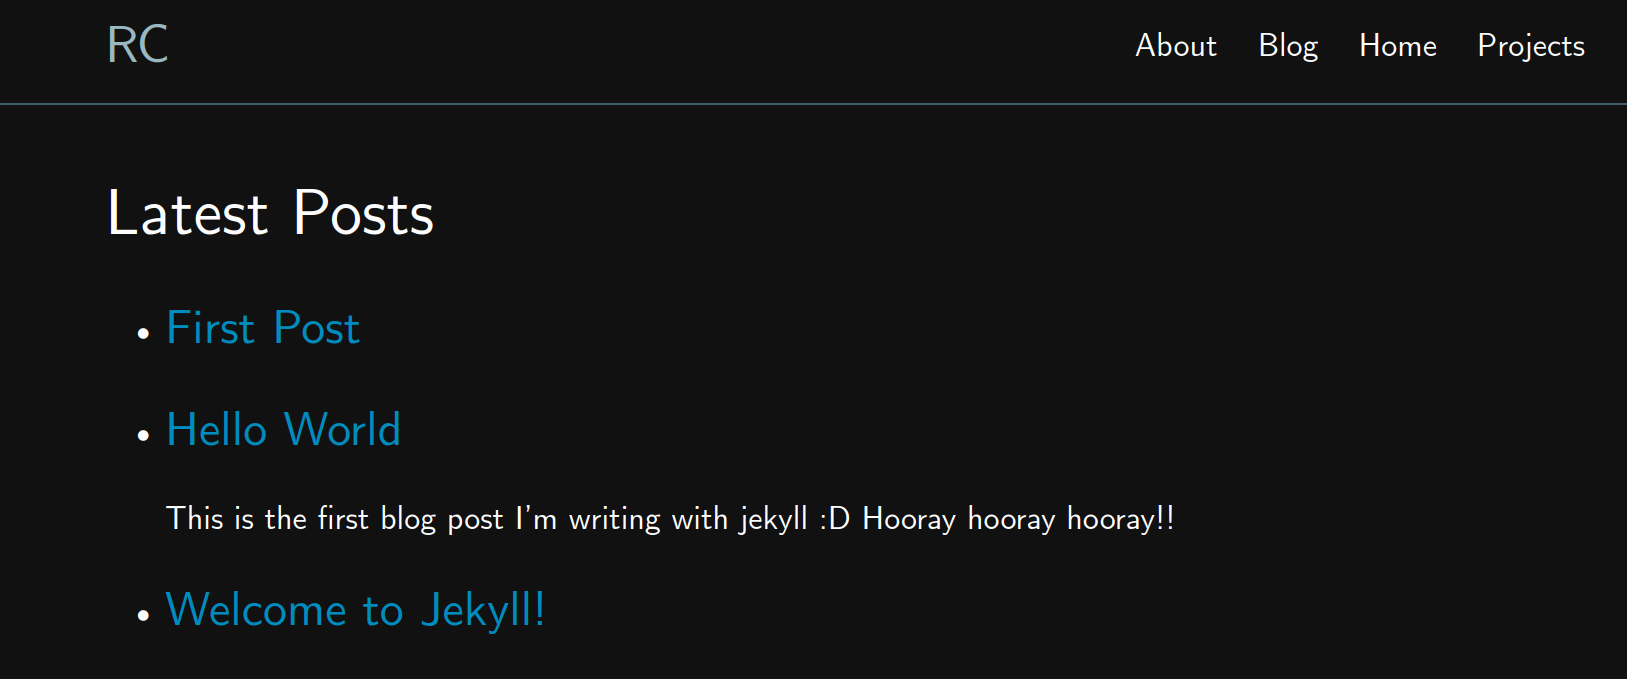 RC
About Blog Home Projects
Latest Posts
First Post
Hello World
This is the first blog post I'm writing with jekyll :D Hooray hooray hooray!!
Welcome to Jekyll!